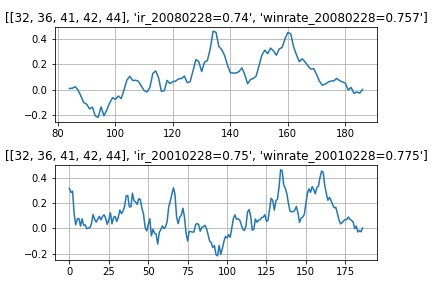 [[32, 36, 41, 42, 44], 'ir_20080228=0.74', 'winrate_20080228=0.757']
0.4
0.2
0.0
−0.2
80 100 120 140 160 180
[[32, 36, 41, 42, 44], 'ir_20010228=0.75', 'winrate_20010228=0.775']
0.4
0.2
0.0
−0.2
0 25 50 75 100 125 150 175